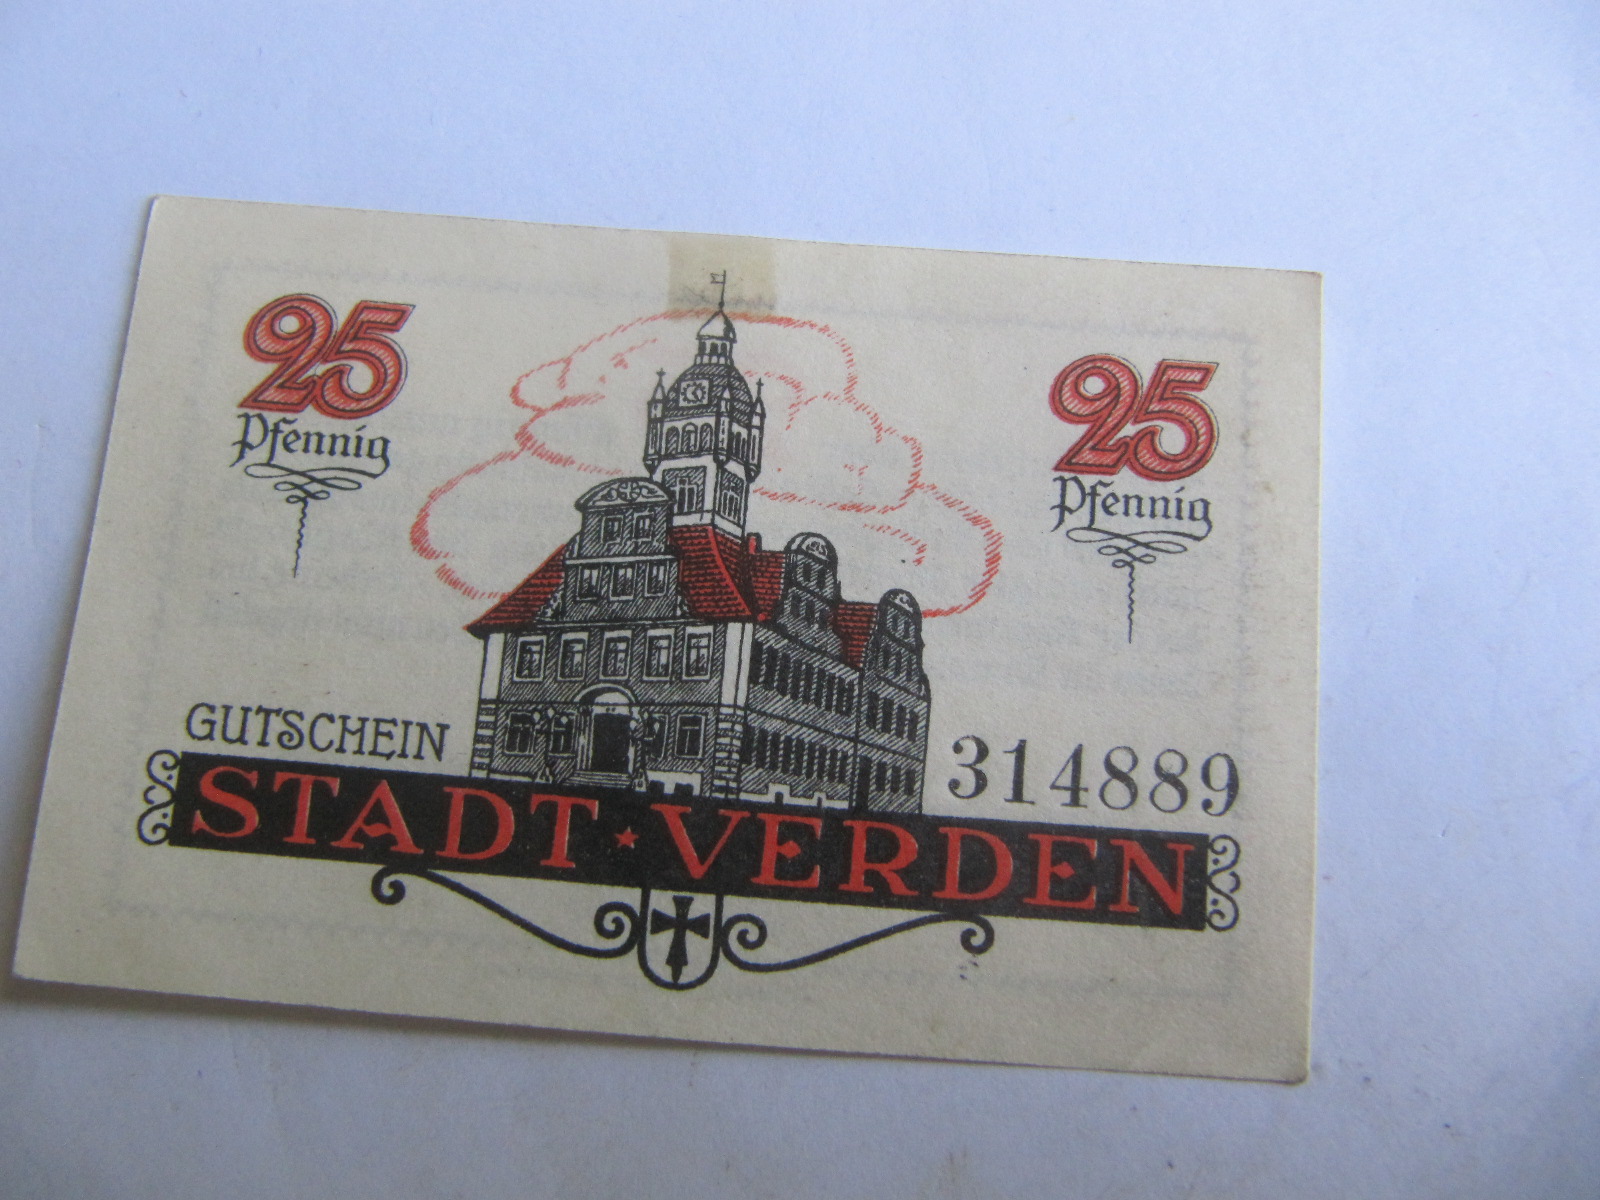 25
Pfennig
25
Pfennig
GUTSCHEIN
314889
STADT ★ VERDEN